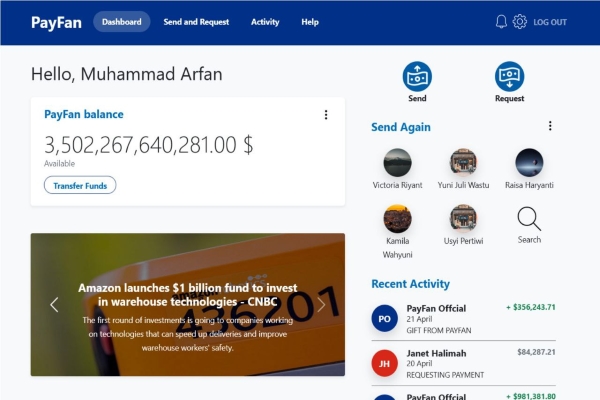 PayFan Dashboard Send and Request Activity Help LOG OUT
Hello, Muhammad Arfan
PayFan balance
3,502,267,640,281.00 $
Available
Transfer Funds
Amazon launches $1 billion fund to invest
in warehouse technologies - CNBC
The first round of investments is going to companies working
on technologies that can speed up deliveries and improve
warehouse workers' safety.
436201
Send Request
Send Again
Victoria Riyant Yuni Juli Wastu Raisa Haryanti
Kamila
Wahyuni
Usyi Pertiwi
Search
Recent Activity
PO
PayFan Offcial + $356,243.71
21 April
GIFT FROM PAYFAN
JH
Janet Halimah $84,287.21
20 April
REQUESTING PAYMENT
PayFan Offcial + $981,381.80